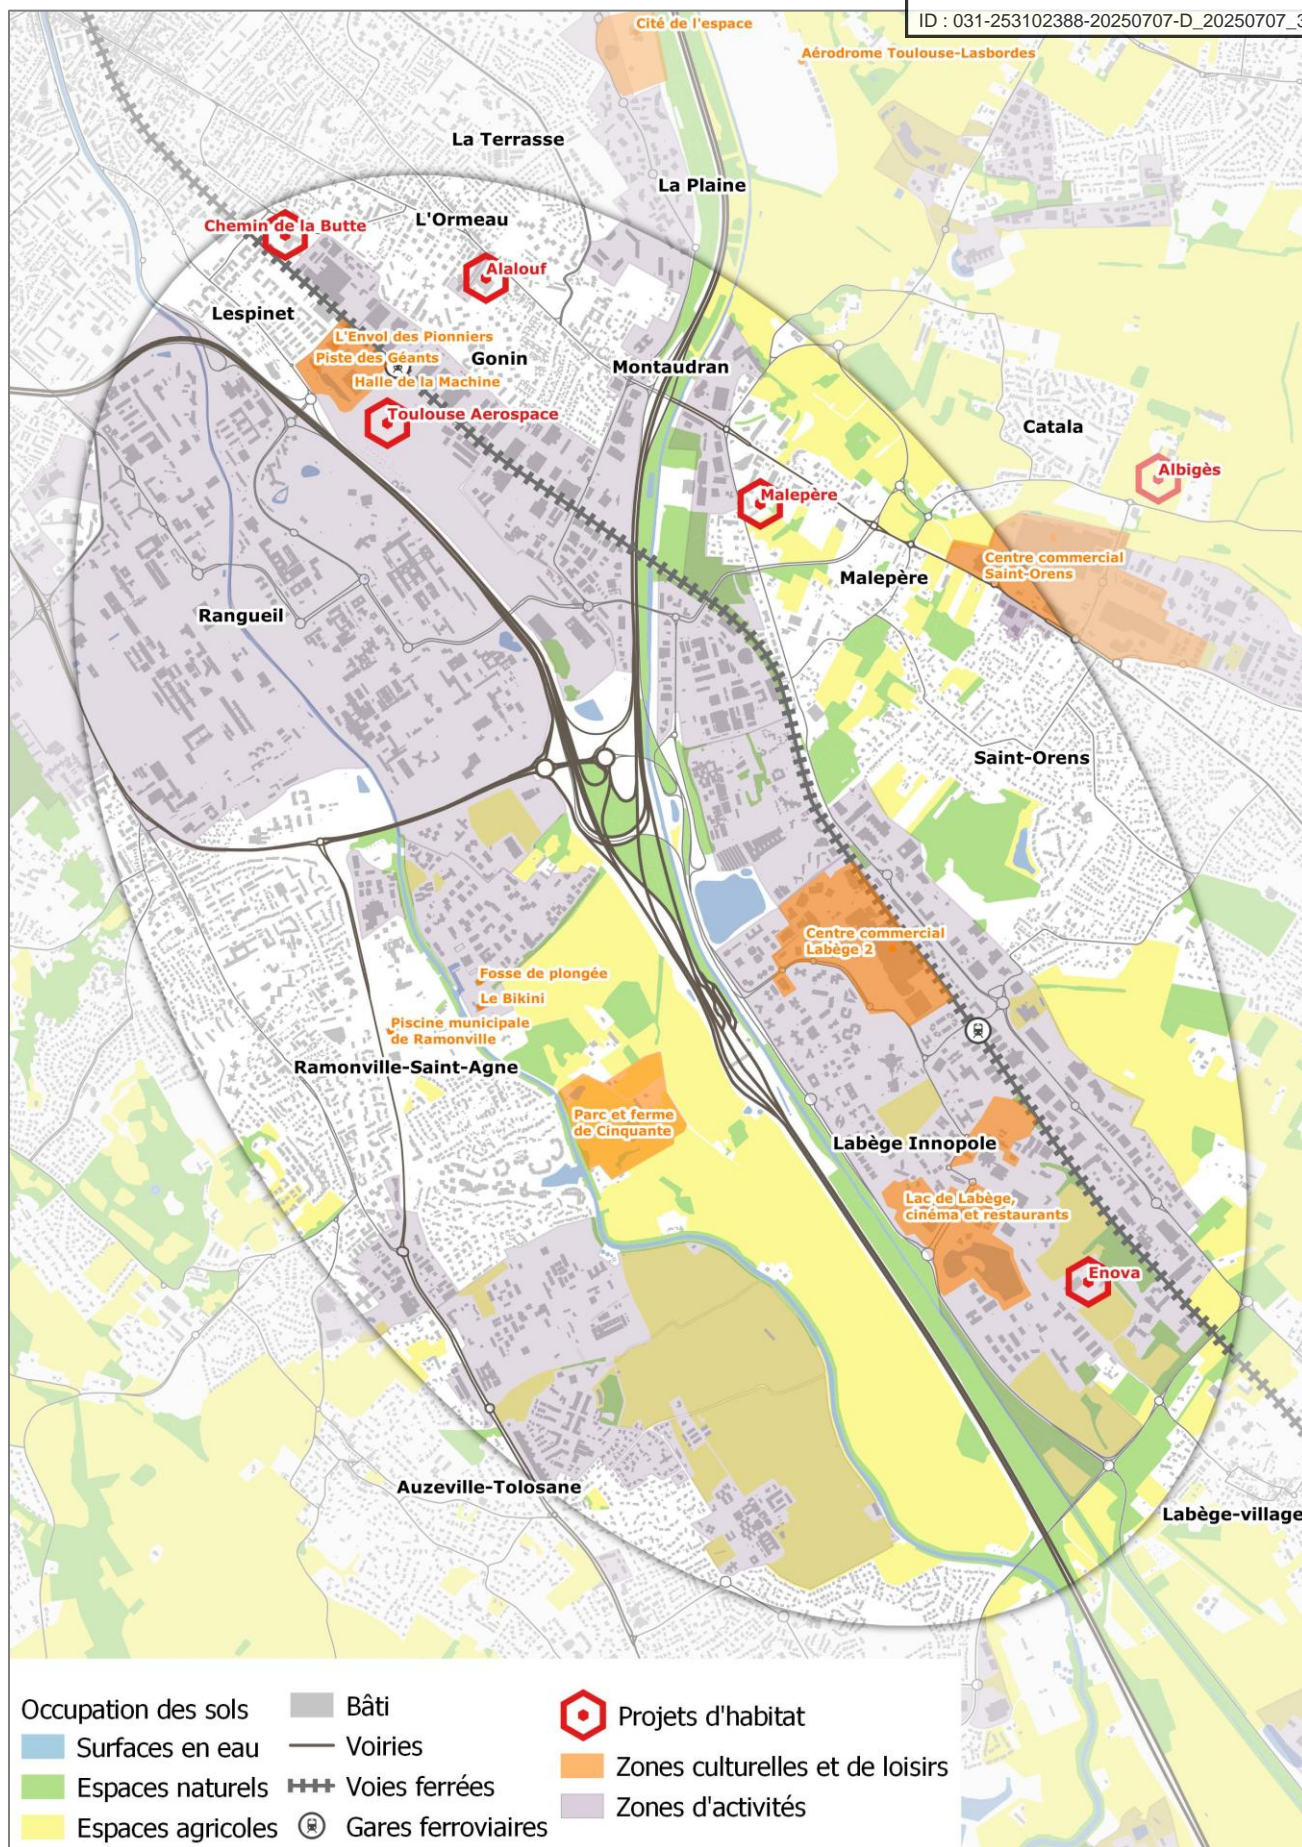 ID : 031-253102388-20250707-D_20250707_3
Cité de l'espace
Aérodrome Toulouse-Lasbordes
La Terrasse
La Plaine
L'Ormeau
Chemin de la Butte
Alalouf
Lespinet
L'Envol des Pionniers
Piste des Géants
Gonin
Halle de la Machine
Montaudran
Toulouse Aerospace
Catala
Albigès
Malepère
Centre commercial
Saint-Orens
Malepère
Rangueil
Saint-Orens
Centre commercial
Labège 2
Fosse de plongée
Le Bikini
Piscine municipale
de Ramonville
Ramonville-Saint-Agne
Parc et ferme
de Cinquante
Labège Innopole
Lac de Labège,
cinéma et restaurants
Enova
Auzeville-Tolosane
Labège-village
Occupation des sols
Surfaces en eau
Espaces naturels
Espaces agricoles
Bâti
Voiries
Voies ferrées
Gares ferroviaires
Projets d'habitat
Zones culturelles et de loisirs
Zones d'activités